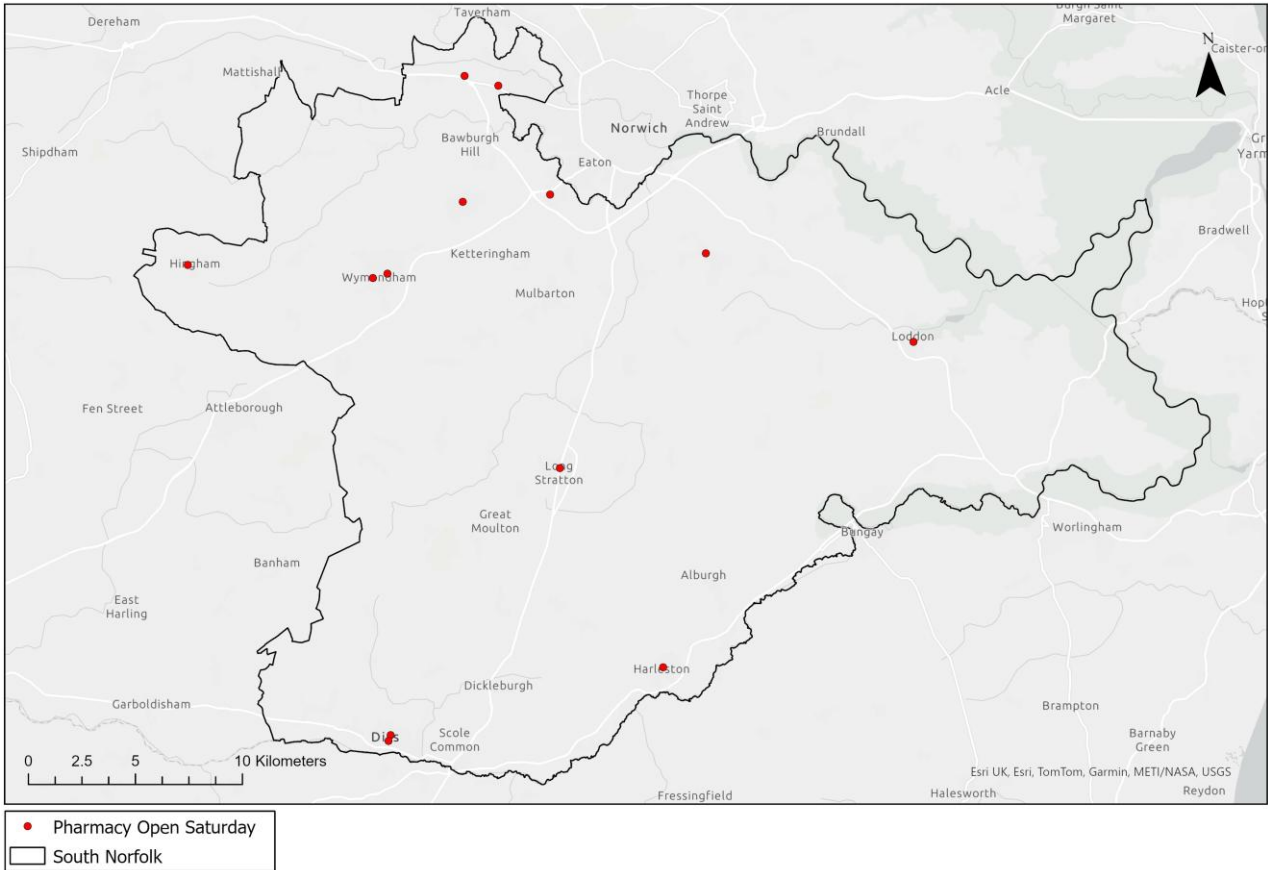 Dereham
Taverham
Burgh Saint
Margaret
N
Caister-on
Mattishall
Acle
Thorpe
Saint
Andrew
Norwich
Brundall
Shipdham
Bawburgh
Hill
Eaton
Yarm
Bradwell
Hingham
Wymondham
Ketteringham
Mulbarton
Loddon
Fen Street
Attleborough
Long
Stratton
Great
Moulton
Bungay
Worlingham
Banham
Alburgh
East
Harling
Harleston
Dickleburgh
Garboldisham
Brampton
Diss
Scole
Common
Barnaby
Green
0 2.5 5 10 Kilometers
Esri UK, Esri, TomTom, Garmin, METI/NASA, USGS
Fressingfield
Halesworth
Reydon
Pharmacy Open Saturday
South Norfolk